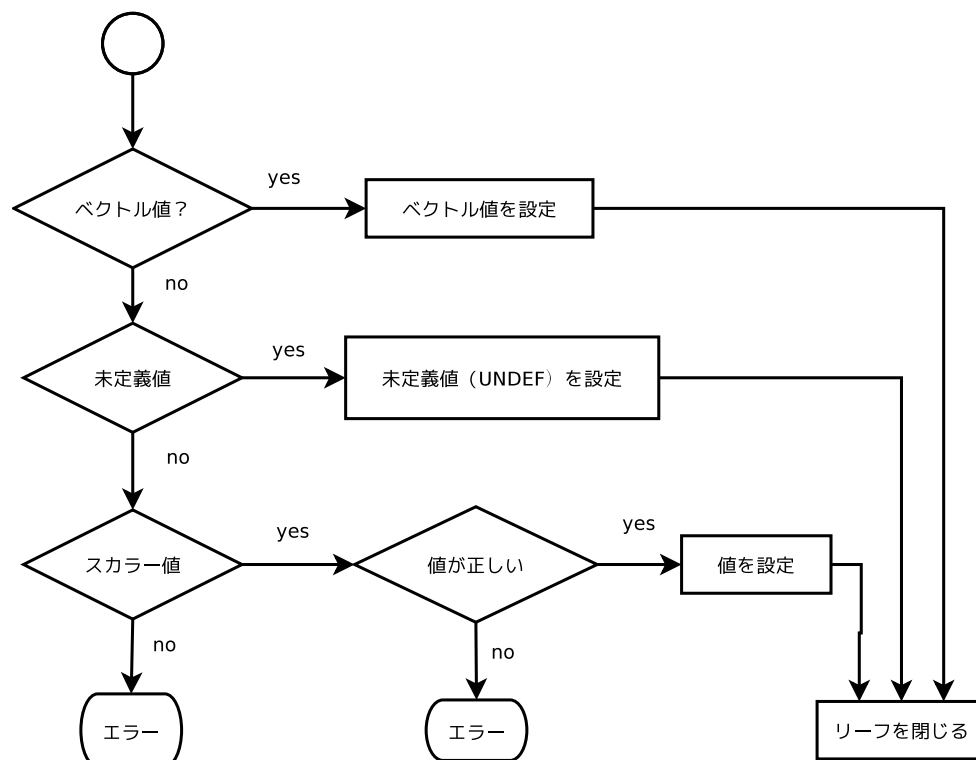 yes
ベクトル値？
ベクトル値を設定
no
yes
未定義値
未定義値（UNDEF）を設定
no
yes
yes
スカラー値
値が正しい
値を設定
no
no
エラー
エラー
リーフを閉じる